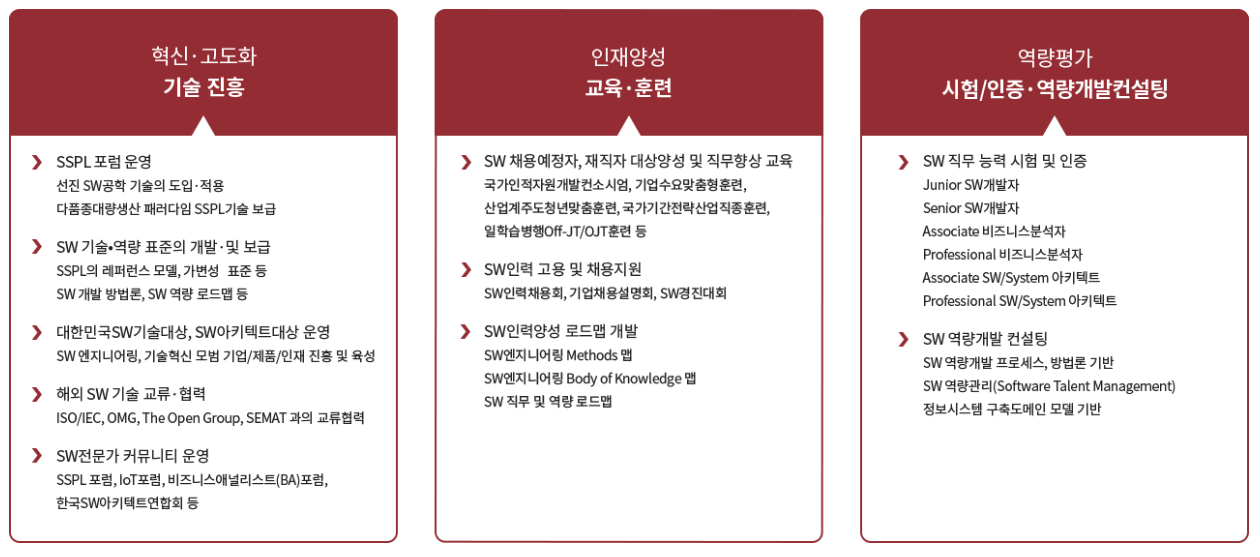 혁신·고도화
기술 진흥
SSPL 포럼 운영
선진 SW공학 기술의 도입·적용
다품종대량생산 패러다임 SSPL기술 보급
SW 기술•역량 표준의 개발·및 보급
SSPL의 레퍼런스 모델, 가변성 표준 등
SW 개발 방법론, SW 역량 로드맵 등
대한민국SW기술대상, SW아키텍트대상 운영
SW 엔지니어링, 기술혁신 모범 기업/제품/인재 진흥 및 육성
해외 SW 기술 교류·협력
ISO/IEC, OMG, The Open Group, SEMAT 과의 교류협력
SW전문가 커뮤니티 운영
SSPL 포럼, IoT포럼, 비즈니스애널리스트(BA)포럼,
한국SW아키텍트연합회 등
인재양성
교육·훈련
SW 채용예정자, 재직자 대상양성 및 직무향상 교육
국가인적자원개발컨소시엄, 기업수요맞춤형훈련,
산업계주도청년맞춤훈련, 국가기간전략산업직종훈련,
일학습병행Off-JT/OJT훈련 등
SW인력 고용 및 채용지원
SW인력채용회, 기업채용설명회, SW경진대회
SW인력양성 로드맵 개발
SW엔지니어링 Methods 맵
SW엔지니어링 Body of Knowledge 맵
SW 직무 및 역량 로드맵
역량평가
시험/인증·역량개발컨설팅
SW 직무 능력 시험 및 인증
Junior SW개발자
Senior SW개발자
Associate 비즈니스분석자
Professional 비즈니스분석자
Associate SW/System 아키텍트
Professional SW/System 아키텍트
SW 역량개발 컨설팅
SW 역량개발 프로세스, 방법론 기반
SW 역량관리(Software Talent Management)
정보시스템 구축도메인 모델 기반